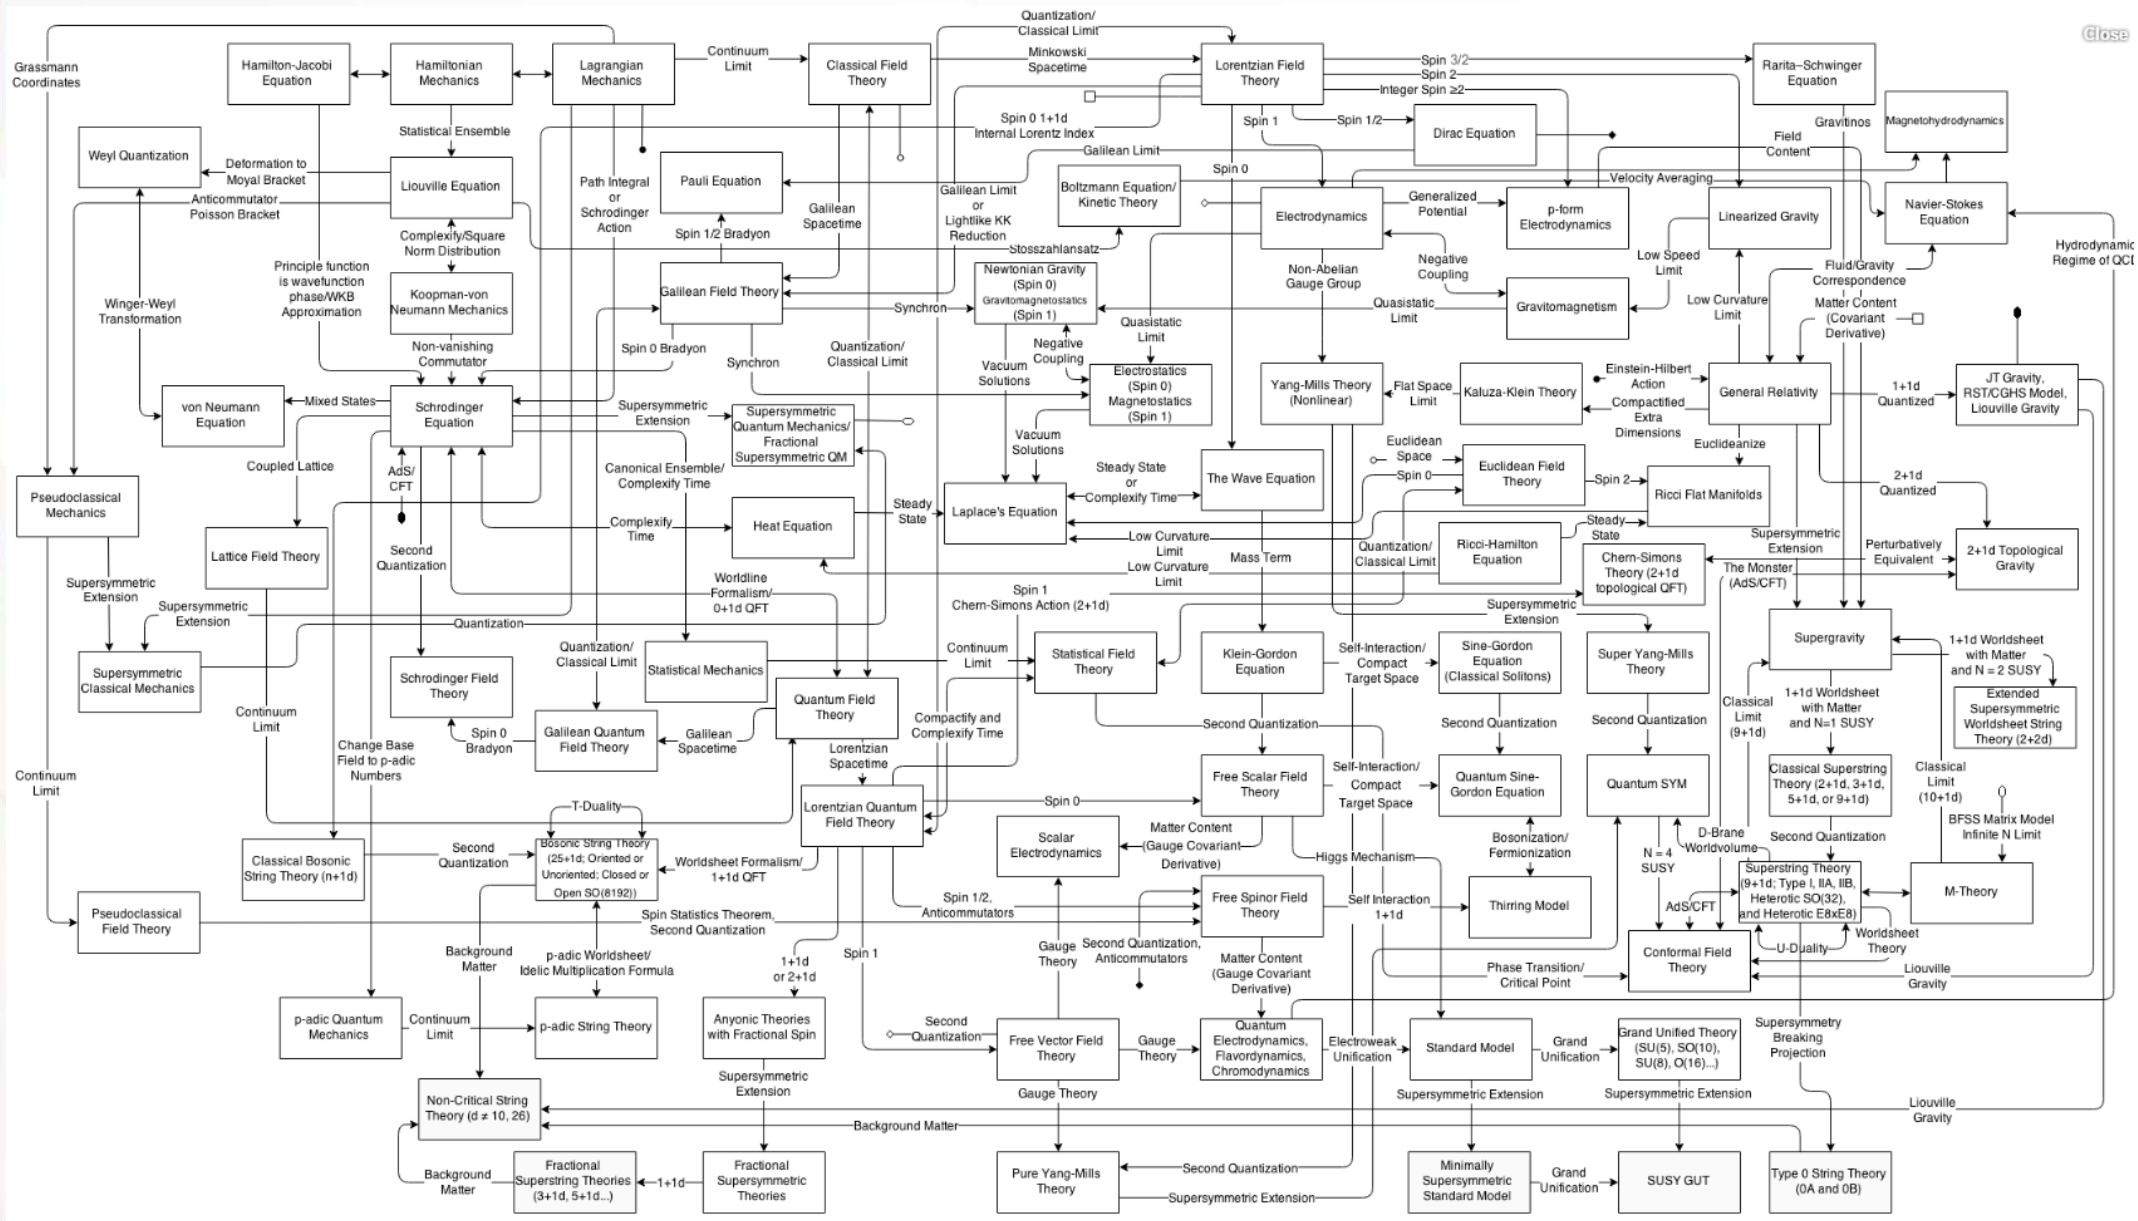 Close
Quantization/
Classical Limit
Grassmann
Coordinates
Hamilton-Jacobi
Equation
Hamiltonian
Mechanics
Lagrangian
Mechanics
Continuum
Limit
Classical Field
Theory
Minkowski
Spacetime
Lorentzian Field
Theory
Spin 3/2
Spin 2
Integer Spin ≥2
Rarita–Schwinger
Equation
Gravitinos
Magnetohydrodynamics
Weyl Quantization
Statistical Ensemble
Spin 0 1+1d
Internal Lorentz Index
Spin 1
Spin 1/2
Dirac Equation
Field
Content
Deformation to
Moyal Bracket
Liouville Equation
Anticommutator
Poisson Bracket
Path Integral
or
Schrodinger
Action
Pauli Equation
Galilean Limit
Spin 0
Galilean Limit
or
Lightlike KK
Reduction
Boltzmann Equation/
Kinetic Theory
Velocity Averaging
Electrodynamics
Generalized
Potential
p-form
Electrodynamics
Linearized Gravity
Navier-Stokes
Equation
Galilean
Spacetime
Spin 1/2 Bradyon
Complexify/Square
Norm Distribution
Stosszahlansatz
Hydrodynamic
Regime of QCD
Principle function
is wavefunction
phase/WKB
Approximation
Koopman-von
Neumann Mechanics
Galilean Field Theory
Synchron
Newtonian Gravity
(Spin 0)
Gravitomagnetostatics
(Spin 1)
Non-Abelian
Gauge Group
Negative
Coupling
Low Speed
Limit
Fluid/Gravity
Correspondence
Gravitomagnetism
Quasistatic
Limit
Low Curvature
Limit
Matter Content
(Covariant
Derivative)
Winger-Weyl
Transformation
Non-vanishing
Commutator
Spin 0 Bradyon
Synchron
Quantization/
Classical Limit
Quasistatic
Limit
Negative
Coupling
Vacuum
Solutions
Electrostatics
(Spin 0)
Magnetostatics
(Spin 1)
Yang-Mills Theory
(Nonlinear)
Flat Space
Limit
Kaluza-Klein Theory
Einstein-Hilbert
Action
Compactified
Extra
Dimensions
General Relativity
1+1d
Quantized
JT Gravity,
RST/CGHS Model,
Liouville Gravity
von Neumann
Equation
Mixed States
Schrodinger
Equation
Supersymmetric
Extension
Supersymmetric
Quantum Mechanics/
Fractional
Supersymmetric QM
Vacuum
Solutions
Euclidean
Space
Spin 0
Euclidean Field
Theory
Spin 2
Euclideanize
Ricci Flat Manifolds
2+1d
Quantized
Coupled Lattice
AdS/
CFT
Canonical Ensemble/
Complexify Time
Steady State
or
Complexify Time
The Wave Equation
Pseudoclassical
Mechanics
Complexify
Time
Heat Equation
Steady
State
Laplace's Equation
Low Curvature
Limit
Low Curvature
Limit
Mass Term
Quantization/
Classical Limit
Ricci-Hamilton
Equation
Steady
State
Chern-Simons
Theory (2+1d
topological QFT)
Supersymmetric
Extension
Perturbatively
Equivalent
The Monster
(AdS/CFT)
2+1d Topological
Gravity
Lattice Field Theory
Second
Quantization
Supersymmetric
Extension
Supersymmetric
Extension
Quantization
Worldline
Formalism/
0+1d QFT
Spin 1
Chern-Simons Action (2+1d)
Supersymmetric
Extension
Supersymmetric
Classical Mechanics
Schrodinger Field
Theory
Quantization/
Classical Limit
Statistical Mechanics
Continuum
Limit
Statistical Field
Theory
Klein-Gordon
Equation
Self-Interaction/
Compact
Target Space
Sine-Gordon
Equation
(Classical Solitons)
Super Yang-Mills
Theory
Supergravity
1+1d Worldsheet
with Matter
and N = 2 SUSY
Continuum
Limit
Spin 0
Bradyon
Galilean Quantum
Field Theory
Galilean
Spacetime
Quantum Field
Theory
Compactify and
Complexify Time
Second Quantization
Second Quantization
Second Quantization
Classical
Limit
(9+1d)
1+1d Worldsheet
with Matter
and N=1 SUSY
Extended
Supersymmetric
Worldsheet String
Theory (2+2d)
Change Base
Field to p-adic
Numbers
Lorentzian
Spacetime
Continuum
Limit
T-Duality
Lorentzian Quantum
Field Theory
Spin 0
Free Scalar Field
Theory
Self-Interaction/
Compact
Target Space
Quantum Sine-
Gordon Equation
Quantum SYM
Classical Superstring
Theory (2+1d, 3+1d,
5+1d, or 9+1d)
Classical
Limit
(10+1d)
BFSS Matrix Model
Infinite N Limit
Classical Bosonic
String Theory (n+1d)
Second
Quantization
Bosonic String Theory
(25+1d; Oriented or
Unoriented; Closed or
Open SO(8192))
Worldsheet Formalism/
1+1d QFT
Scalar
Electrodynamics
Matter Content
(Gauge Covariant
Derivative)
Higgs Mechanism
Bosonization/
Fermionization
N = 4
SUSY
D-Brane
Worldvolume
Second Quantization
Superstring Theory
(9+1d; Type I, IIA, IIB,
Heterotic SO(32),
and Heterotic E8xE8)
M-Theory
AdS/CFT
Pseudoclassical
Field Theory
Spin Statistics Theorem,
Second Quantization
Spin 1/2,
Anticommutators
Free Spinor Field
Theory
Self Interaction
1+1d
Thirring Model
U-Duality
Worldsheet
Theory
Background
Matter
p-adic Worldsheet/
Idelic Multiplication Formula
1+1d
or 2+1d
Spin 1
Gauge
Theory
Second Quantization,
Anticommutators
Matter Content
(Gauge Covariant
Derivative)
Phase Transition/
Critical Point
Conformal Field
Theory
Liouville
Gravity
p-adic Quantum
Mechanics
Continuum
Limit
p-adic String Theory
Anyonic Theories
with Fractional Spin
Second
Quantization
Free Vector Field
Theory
Gauge
Theory
Quantum
Electrodynamics,
Flavordynamics,
Chromodynamics
Electroweak
Unification
Standard Model
Grand
Unification
Grand Unified Theory
(SU(5), SO(10),
SU(8), O(16)...)
Supersymmetry
Breaking
Projection
Supersymmetric
Extension
Gauge Theory
Supersymmetric Extension
Supersymmetric Extension
Non-Critical String
Theory (d ≠ 10, 26)
Liouville
Gravity
Background Matter
Background
Matter
Fractional
Superstring Theories
(3+1d, 5+1d...)
1+1d
Fractional
Supersymmetric
Theories
Pure Yang-Mills
Theory
Second Quantization
Supersymmetric Extension
Minimally
Supersymmetric
Standard Model
Grand
Unification
SUSY GUT
Type 0 String Theory
(0A and 0B)